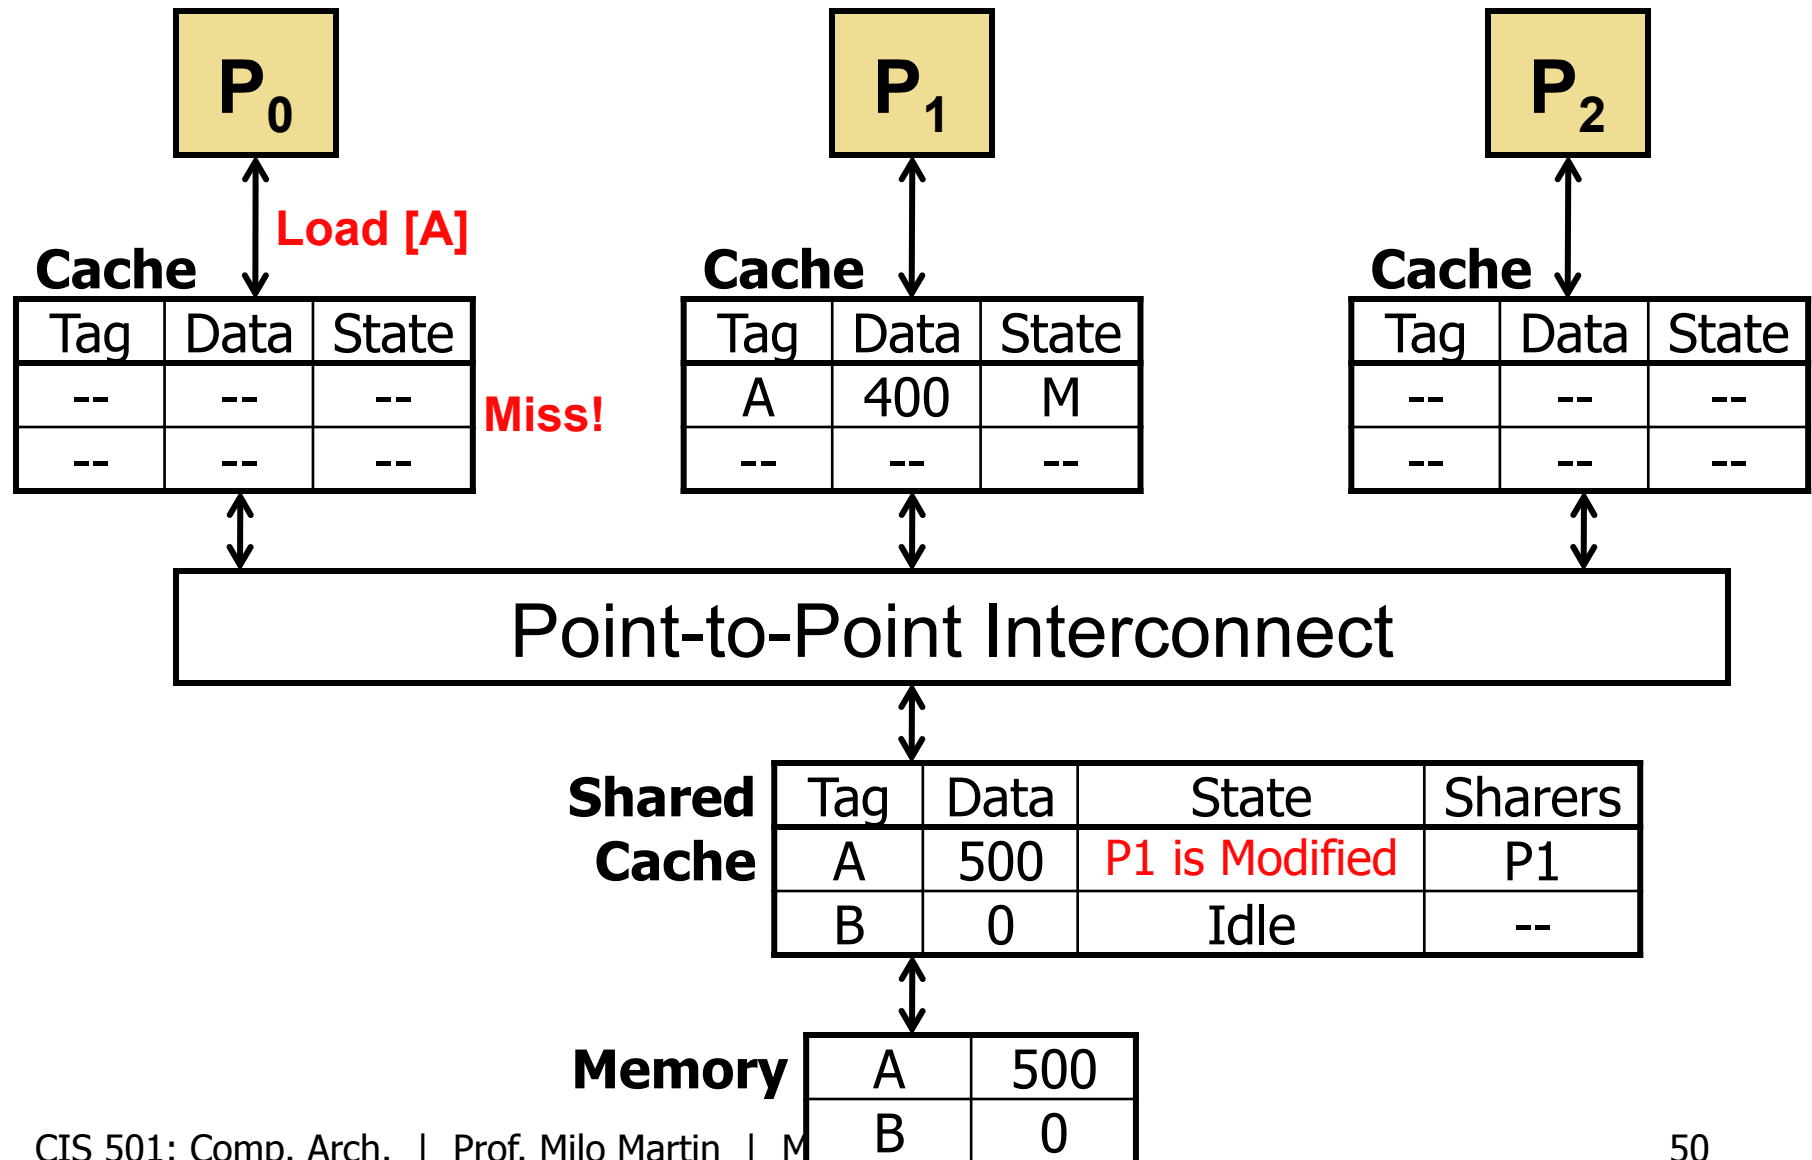 P0 P1 P2
Load [A]
Cache Cache Cache
Tag Data State Tag Data State Tag Data State
-- -- -- Miss! A 400 M -- -- --
-- -- -- -- -- -- -- -- --
Point-to-Point Interconnect
Shared Tag Data State Sharers
Cache A 500 P1 is Modified P1
B 0 Idle --
Memory A 500
B 0
CIS 501: Comp. Arch. | Prof. Milo Martin | M 50